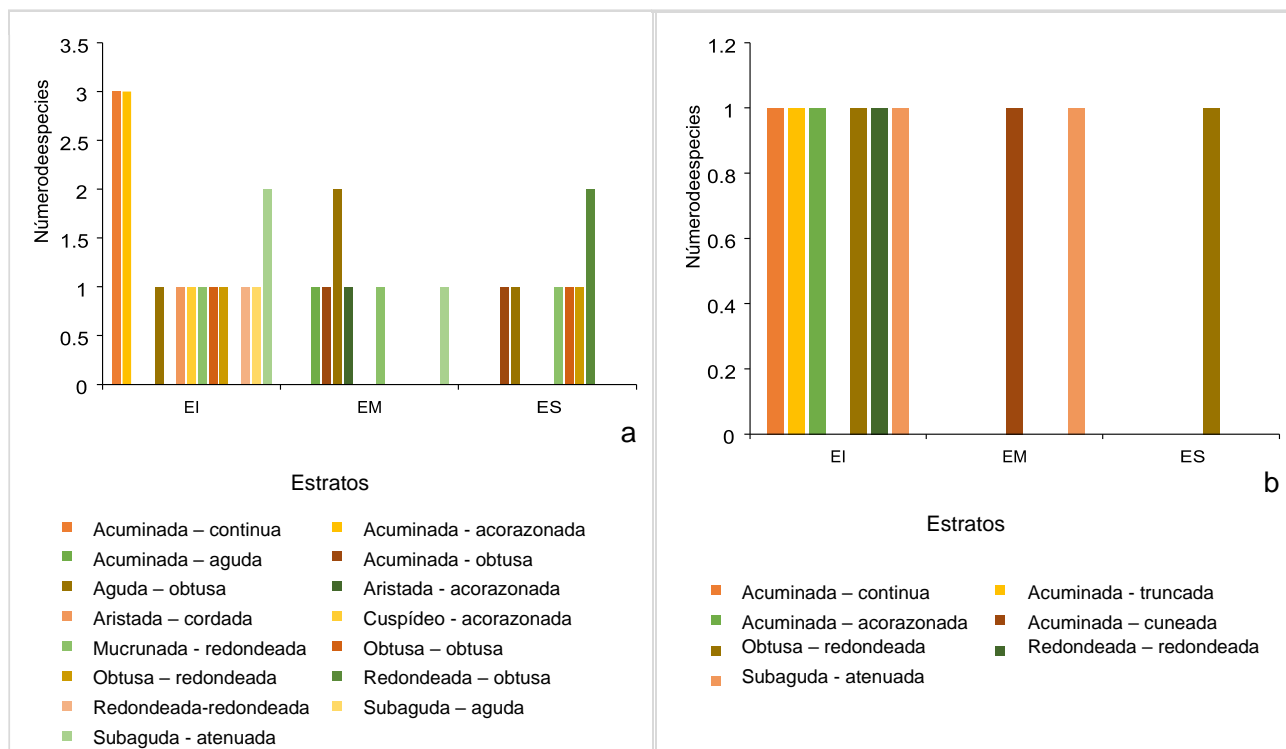 3.5
3
2.5
2
1.5
1
0.5
0
Númerodeespecies
EI EM ES
a
Estratos
Acuminada – continua Acuminada - acorazonada
Acuminada – aguda Acuminada - obtusa
Aguda – obtusa Aristada - acorazonada
Aristada – cordada Cuspídeo - acorazonada
Mucrunada - redondeada Obtusa – obtusa
Obtusa – redondeada Redondeada – obtusa
Redondeada-redondeada Subaguda – aguda
Subaguda - atenuada
1.2
1
0.8
0.6
0.4
0.2
0
Númerodeespecies
EI EM ES
b
Estratos
Acuminada – continua Acuminada - truncada
Acuminada – acorazonada Acuminada – cuneada
Obtusa – redondeada Redondeada – redondeada
Subaguda - atenuada